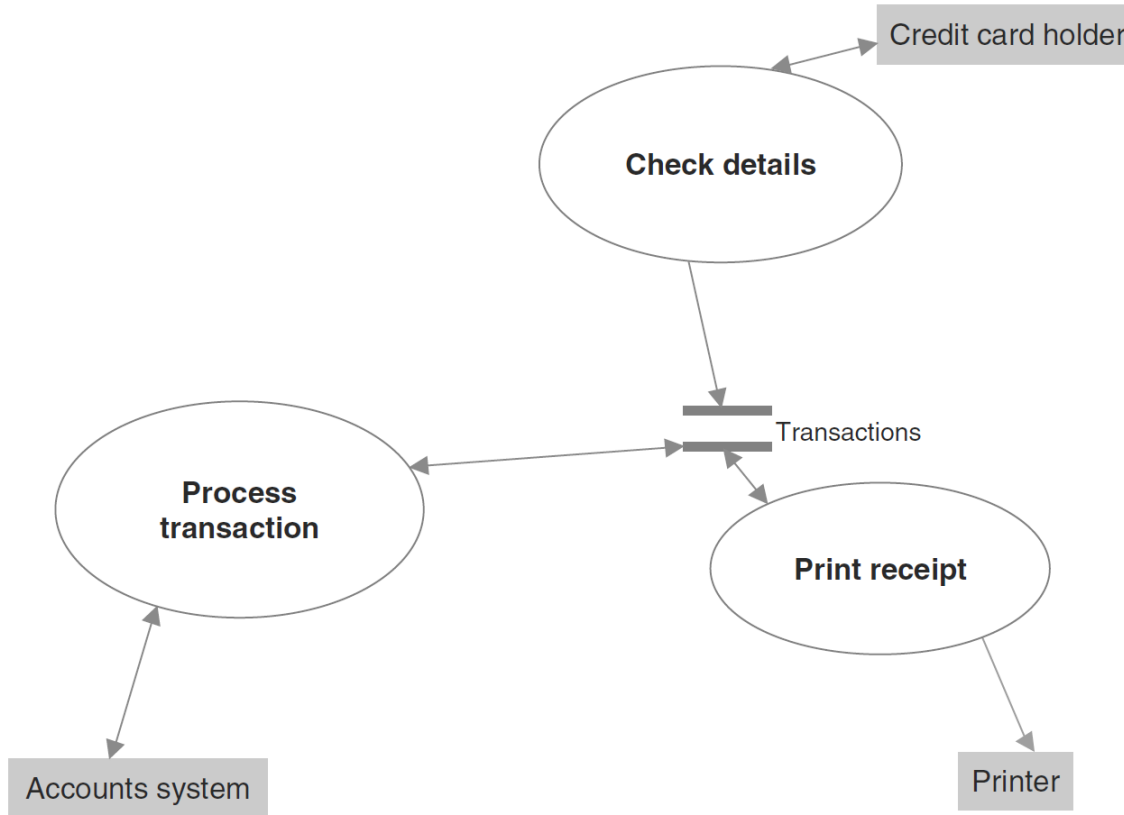 Credit card holder
Check details
Transactions
Process
transaction
Print receipt
Accounts system
Printer